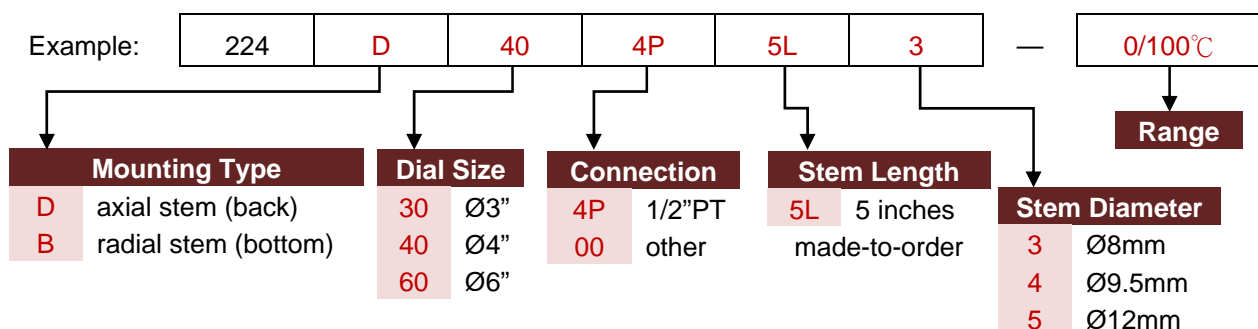 Example: 224 D 40 4P 5L 3 — 0/100℃
Range
Mounting Type
D axial stem (back)
B radial stem (bottom)
Dial Size
30 Ø3”
40 Ø4”
60 Ø6”
Connection
4P 1/2”PT
00 other
Stem Length
5L 5 inches
made-to-order
Stem Diameter
3 Ø8mm
4 Ø9.5mm
5 Ø12mm